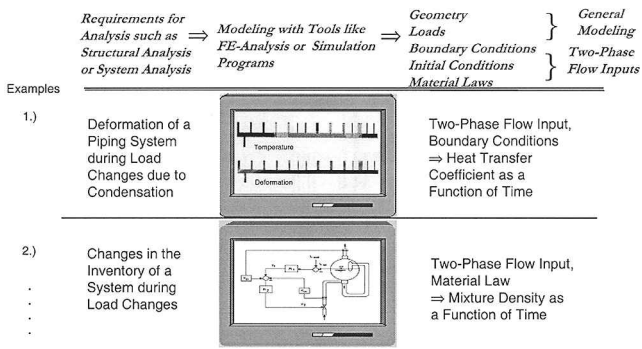 Requirements for
Analysis such as
Structural Analysis
or System Analysis
⇒
Modeling with Tools like
FE-Analysis or Simulation
Programs
⇒
Geometry
Loads
Boundary Conditions
Initial Conditions
Material Laws
General
Modeling
Two-Phase
Flow Inputs
Examples
1.)
Deformation of a
Piping System
during Load
Changes due to
Condensation
Temperature
Deformation
Two-Phase Flow Input,
Boundary Conditions
⇒ Heat Transfer
Coefficient as a
Function of Time
2.)
Changes in the
Inventory of a
System during
Load Changes
Two-Phase Flow Input,
Material Law
⇒ Mixture Density as
a Function of Time